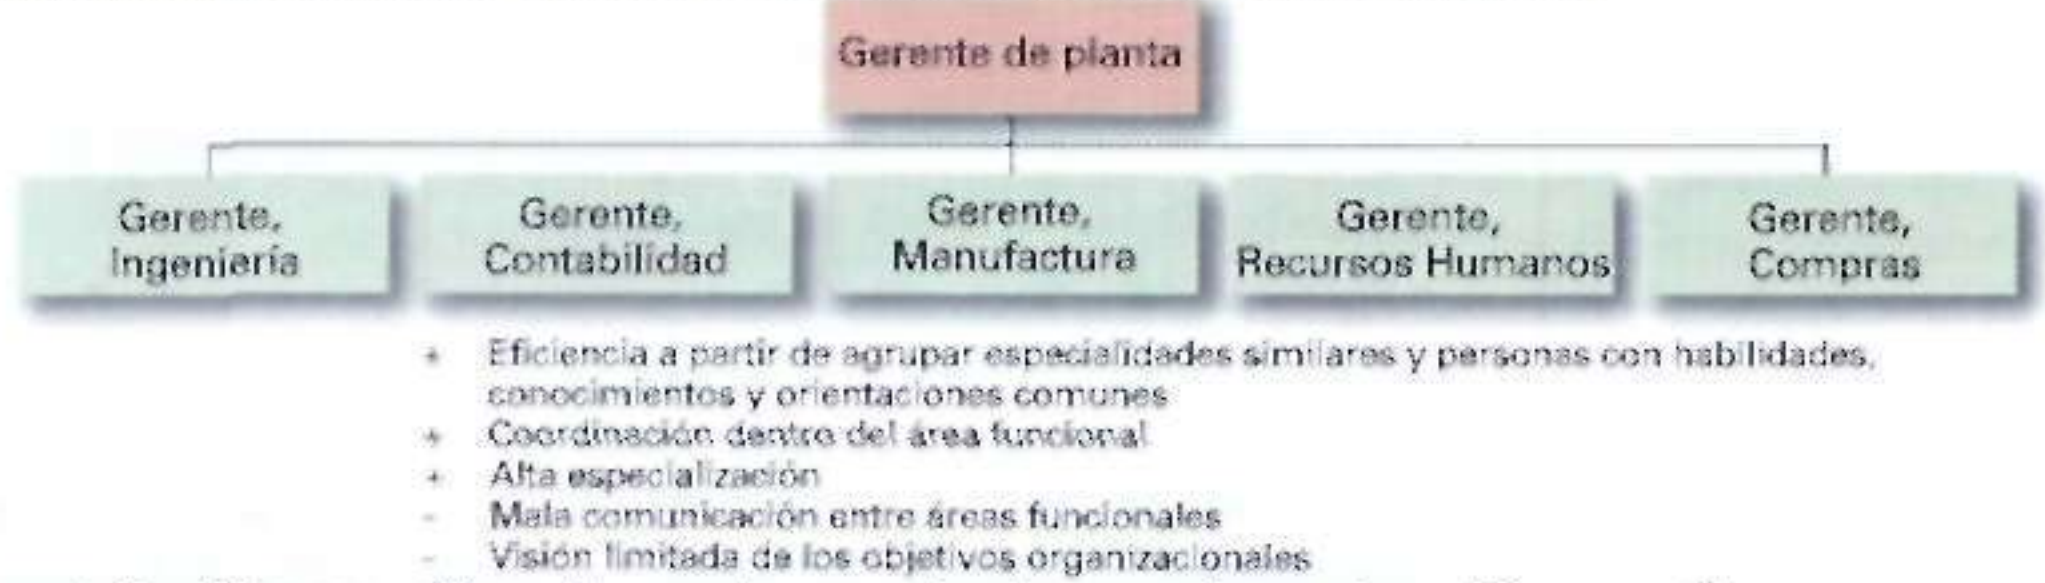 Gerente de planta
Gerente,
Ingeniería
Gerente,
Contabilidad
Gerente,
Manufactura
Gerente,
Recursos Humanos
Gerente,
Compras
+ Eficiencia a partir de agrupar especialidades similares y personas con habilidades,
conocimientos y orientaciones comunes
+ Coordinación dentro del área funcional
+ Alta especialización
- Mala comunicación entre áreas funcionales
- Visión limitada de los objetivos organizacionales